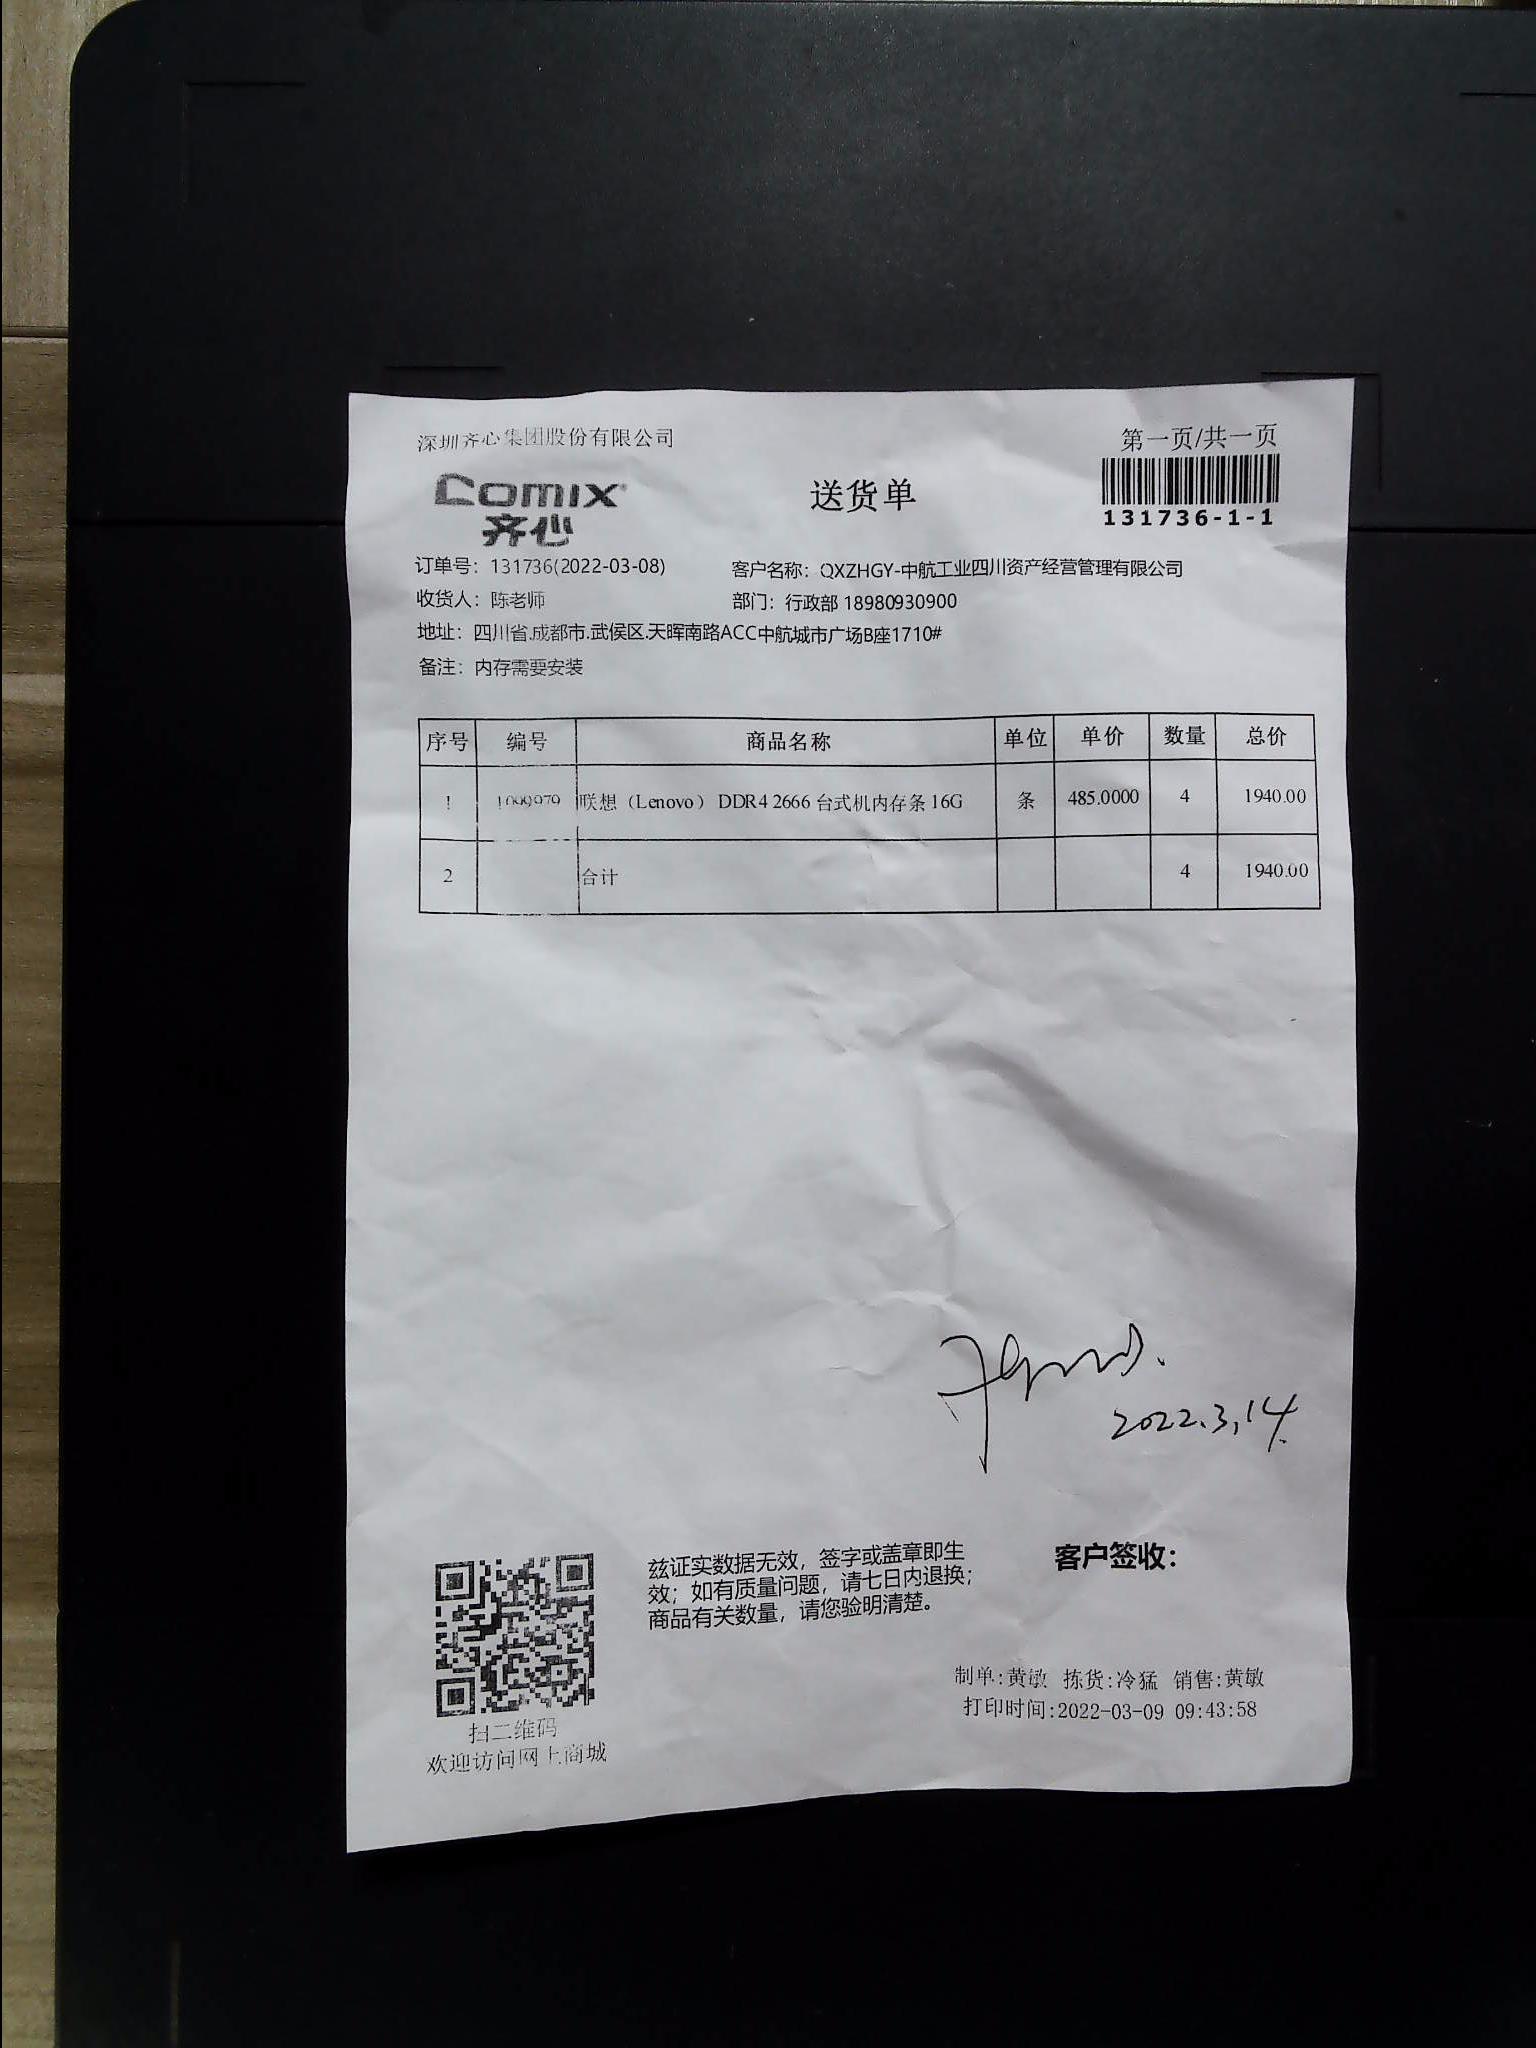 深圳齐心集团股份有限公司
第一页/共一页
Comix
齐心
送货单
131736-1-1
订单号：131736(2022-03-08) 客户名称：QXZHGY-中航工业四川资产经营管理有限公司
收货人：陈老师 部门：行政部 18980930900
地址：四川省.成都市.武侯区.天晖南路ACC中航城市广场B座1710#
备注：内存需要安装
序号 编号 商品名称 单位 单价 数量 总价
1 1099979 联想（Lenovo） DDR4 2666 台式机内存条 16G 条 485.0000 4 1940.00
2 合计 4 1940.00
2022.3.14.
兹证实数据无效，签字或盖章即生
效；如有质量问题，请七日内退换；
商品有关数量，请您验明清楚。
客户签收：
制单:黄敏 拣货:冷猛 销售:黄敏
打印时间:2022-03-09 09:43:58
扫二维码
欢迎访问网上商城